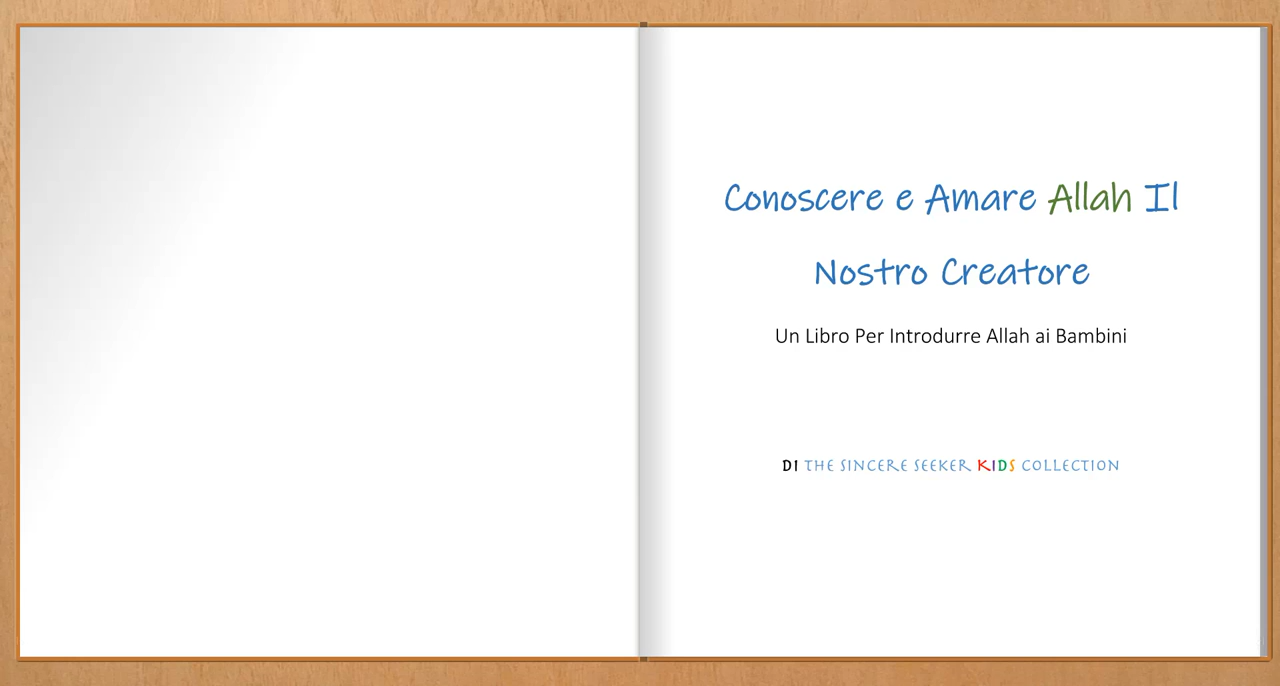 Conoscere e Amare Allah Il
Nostro Creatore
Un Libro Per Introdurre Allah ai Bambini
DI THE SINCERE SEEKER KIDS COLLECTION